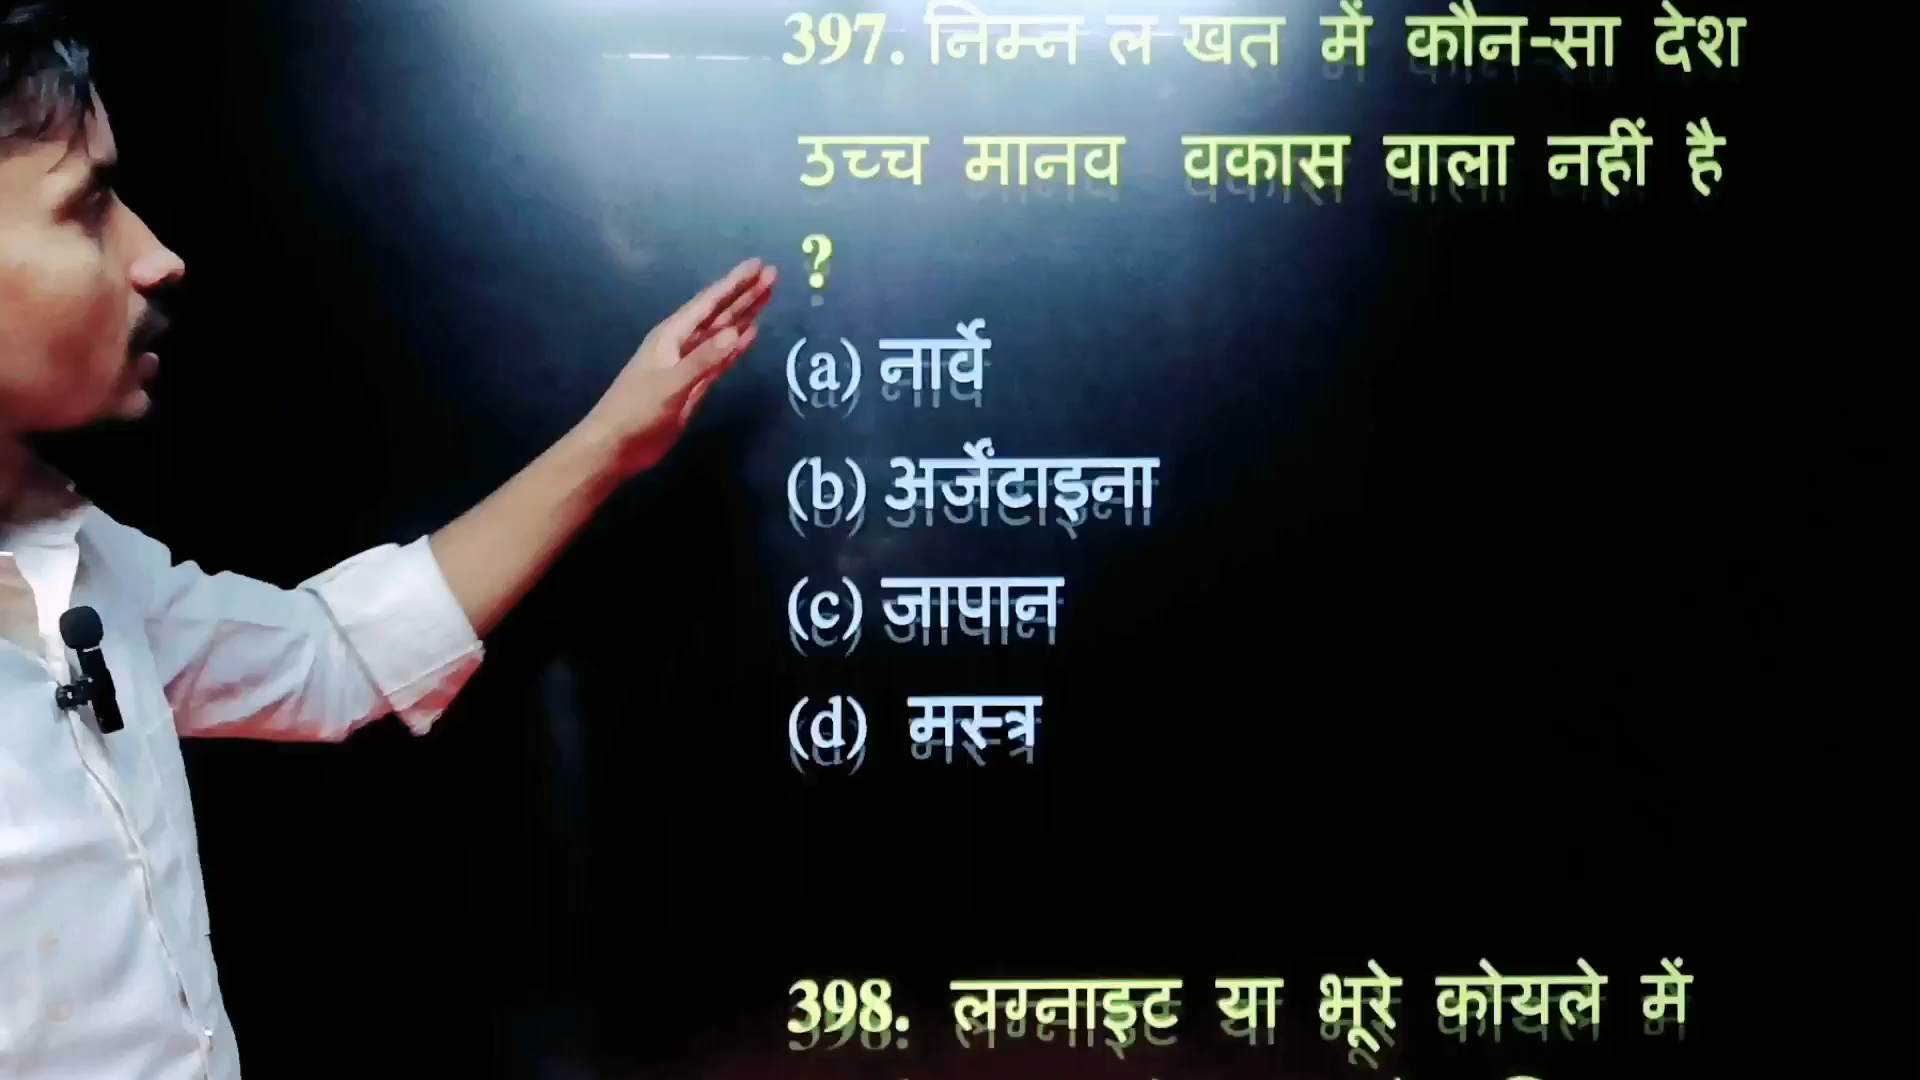 397. निम्न ल खत में कौन-सा देश
उच्च मानव वकास वाला नहीं है
?
(a) नार्वे
(b) अर्जेंटाइना
(c) जापान
(d) मस्त्र
398. लग्नाइट या भूरे कोयले में